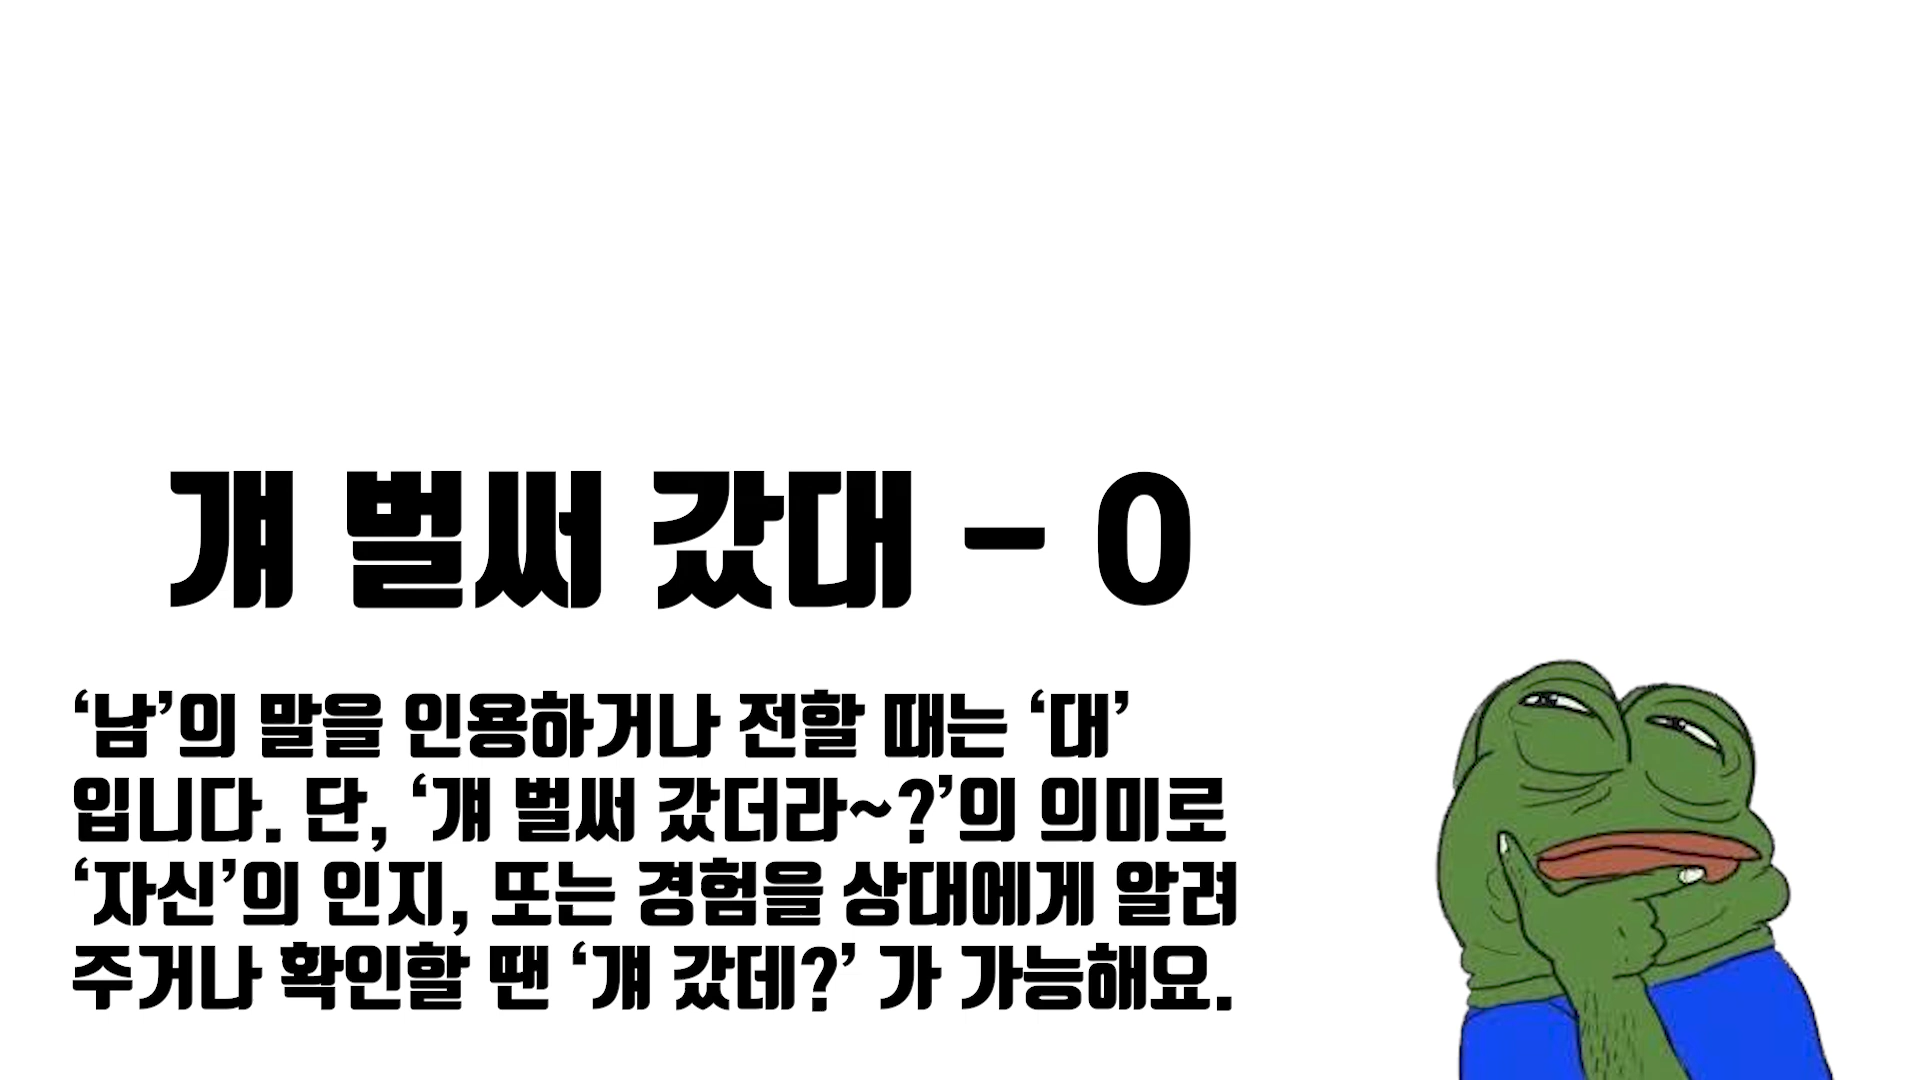 걔 벌써 갔대 - O
‘남’의 말을 인용하거나 전할 때는 ‘대’
입니다. 단, ‘걔 벌써 갔더라~?’의 의미로
‘자신’의 인지, 또는 경험을 상대에게 알려
주거나 확인할 땐 ‘걔 갔데?’ 가 가능해요.